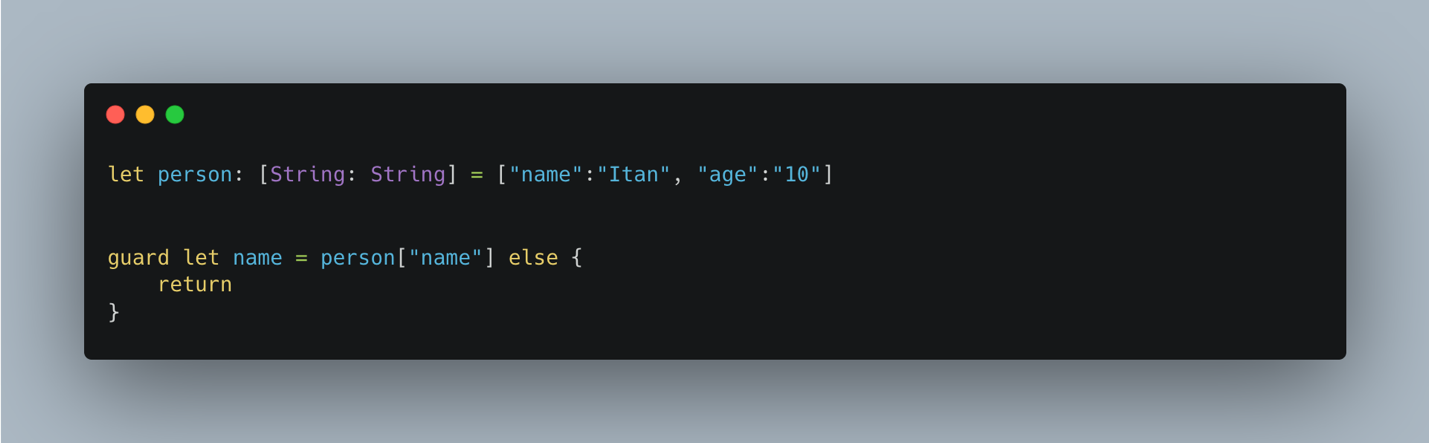 let person: [String: String] = ["name":"Itan", "age":"10"]
guard let name = person["name"] else {
    return
}